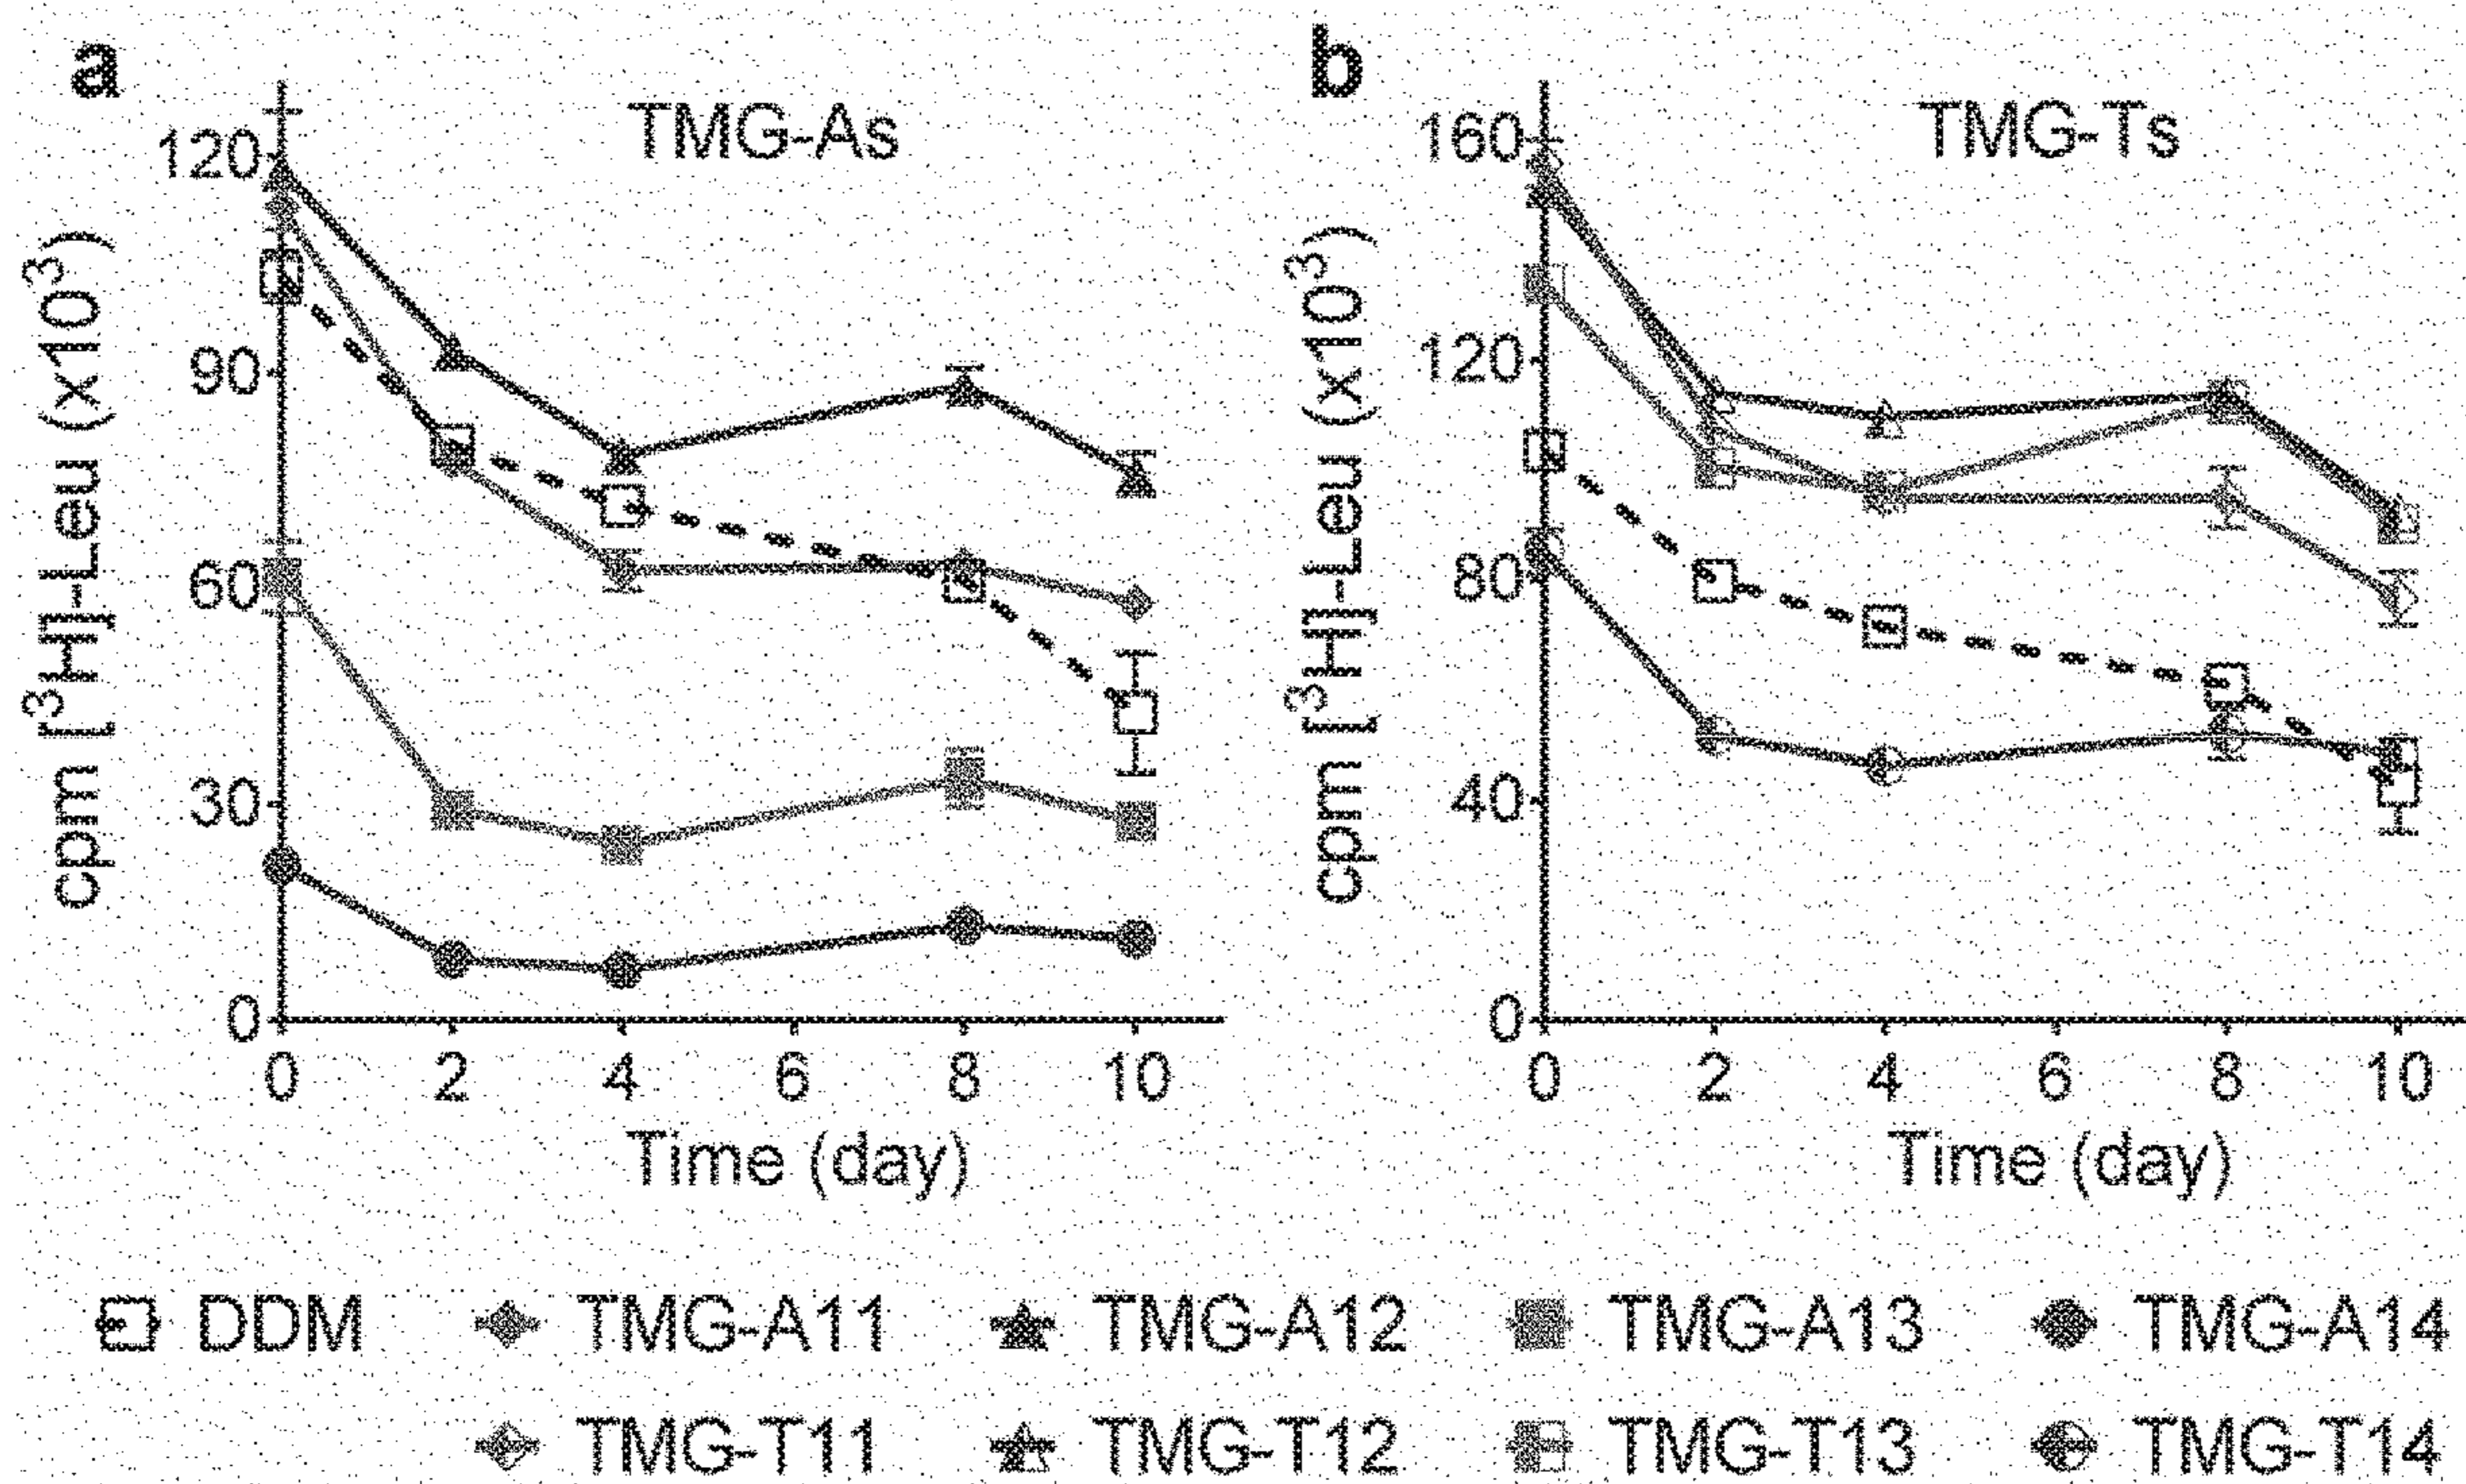 a
TMG-As
cpm [³H]-Leu (x10³)
120
90
60
30
0
0 2 4 6 8 10
Time (day)
b
TMG-Ts
cpm [³H]-Leu (x10³)
160
120
80
40
0
0 2 4 6 8 10
Time (day)
DDM TMG-A11 TMG-A12 TMG-A13 TMG-A14
TMG-T11 TMG-T12 TMG-T13 TMG-T14